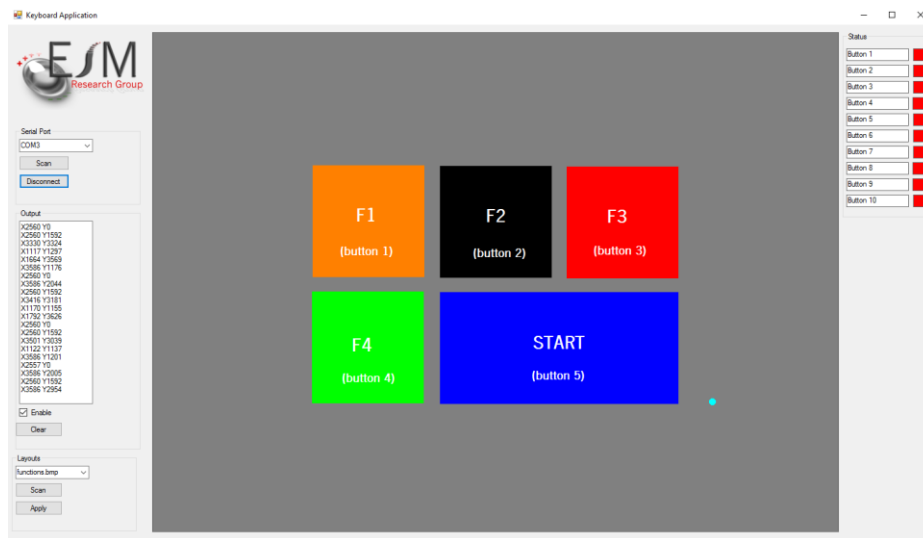 Keyboard Application
ESM
Research Group
Serial Port
COM3
Scan
Disconnect
Output
X2560 Y0
X2560 Y1592
X3330 Y3324
X1117 Y1297
X1664 Y3569
X3586 Y1176
X2560 Y0
X3586 Y2044
X2560 Y1592
X3416 Y3181
X1170 Y1155
X1792 Y3626
X2560 Y0
X2560 Y1592
X3501 Y3039
X1122 Y1137
X3586 Y1201
X2557 Y0
X3586 Y2005
X2560 Y1592
X3586 Y2954
Enable
Clear
Layouts
functions.bmp
Scan
Apply
F1
(button 1)
F2
(button 2)
F3
(button 3)
F4
(button 4)
START
(button 5)
Status
Button 1
Button 2
Button 3
Button 4
Button 5
Button 6
Button 7
Button 8
Button 9
Button 10